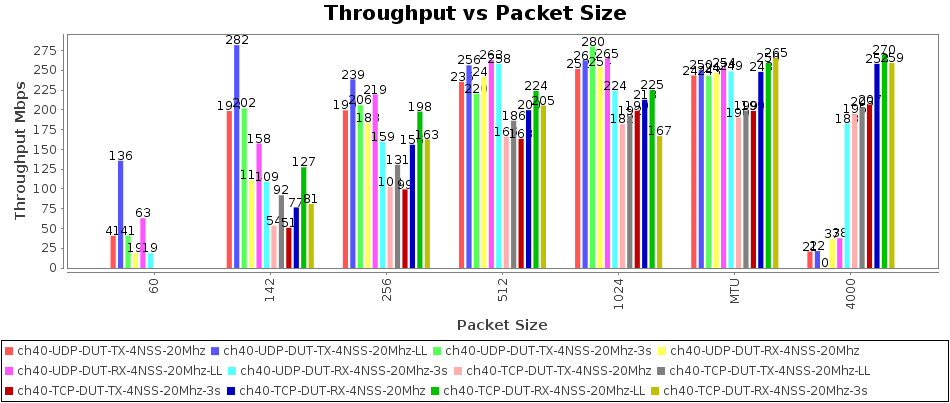 Throughput vs Packet Size
Throughput Mbps
275
250
225
200
175
150
125
100
75
50
25
0
41 136 41 19 63 19
282 202 158 109 54 92 51 77 127 81
239 206 183 219 159 131 99 198 163
256 220 263 258 186 163 224 205
280 265 224 225 167
254 249 265
22 0 37 38 183 270 259
60 142 256 512 1024 MTU 4000
Packet Size
ch40-UDP-DUT-TX-4NSS-20Mhz ch40-UDP-DUT-TX-4NSS-20Mhz-LL ch40-UDP-DUT-TX-4NSS-20Mhz-3s ch40-UDP-DUT-RX-4NSS-20Mhz
ch40-UDP-DUT-RX-4NSS-20Mhz-LL ch40-UDP-DUT-RX-4NSS-20Mhz-3s ch40-TCP-DUT-TX-4NSS-20Mhz ch40-TCP-DUT-TX-4NSS-20Mhz-LL
ch40-TCP-DUT-TX-4NSS-20Mhz-3s ch40-TCP-DUT-RX-4NSS-20Mhz ch40-TCP-DUT-RX-4NSS-20Mhz-LL ch40-TCP-DUT-RX-4NSS-20Mhz-3s